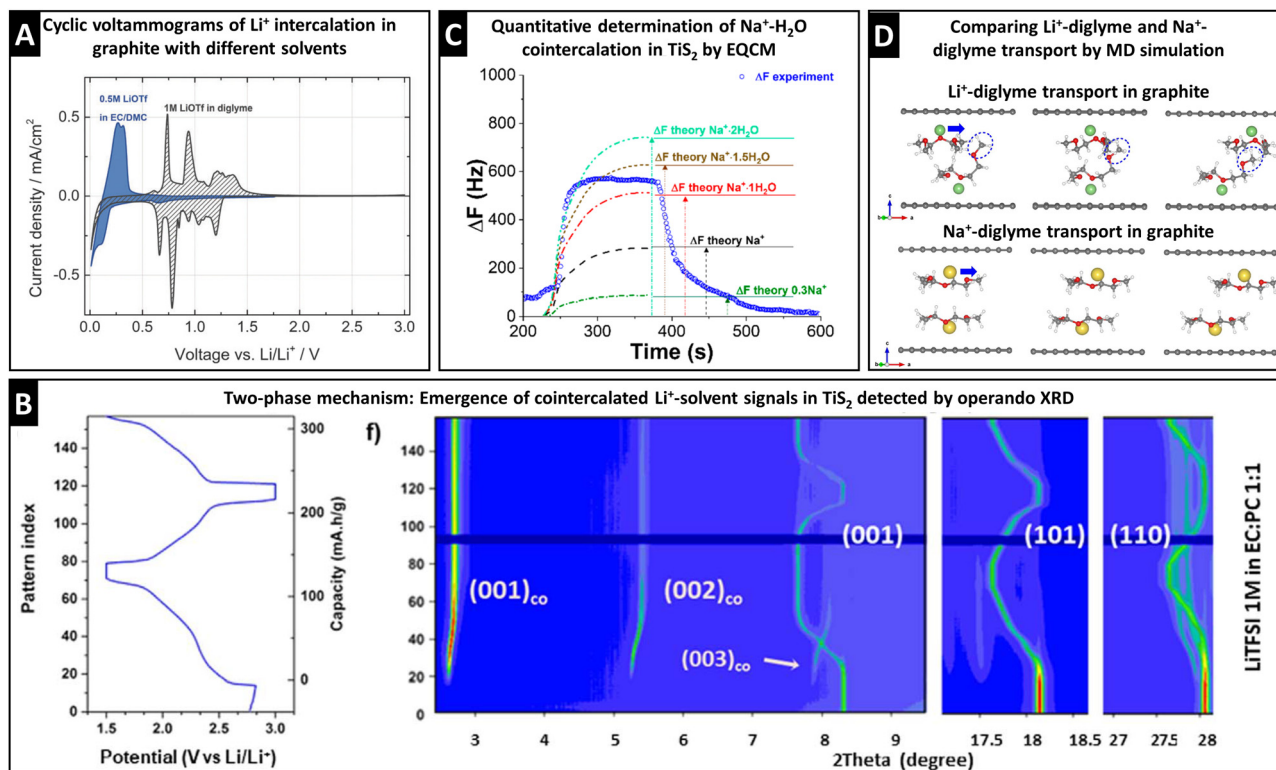 A
Cyclic voltammograms of Li⁺ intercalation in
graphite with different solvents
0.5M LiOTf
in EC/DMC
1M LiOTf in diglyme
Current density / mA/cm²
0.5
0.0
-0.5
0.0 0.5 1.0 1.5 2.0 2.5 3.0
Voltage vs. Li/Li⁺ / V
C
Quantitative determination of Na⁺-H₂O
cointercalation in TiS₂ by EQCM
1000
800
600
400
200
0
ΔF (Hz)
ΔF experiment
ΔF theory Na⁺·2H₂O
ΔF theory Na⁺·1.5H₂O
ΔF theory Na⁺·1H₂O
ΔF theory Na⁺
ΔF theory 0.3Na⁺
200 300 400 500 600
Time (s)
D
Comparing Li⁺-diglyme and Na⁺-
diglyme transport by MD simulation
Li⁺-diglyme transport in graphite
c
b a
Na⁺-diglyme transport in graphite
c
b a
B
Two-phase mechanism: Emergence of cointercalated Li⁺-solvent signals in TiS₂ detected by operando XRD
Pattern index
140
120
100
80
60
40
20
0
300
200
100
0
Capacity (mA.h/g)
1.5 2.0 2.5 3.0
Potential (V vs Li/Li⁺)
f)
140
120
100
80
60
40
20
0
(001)co
(002)co
(003)co
(001)
(101)
(110)
3 4 5 6 7 8 9
17.5 18 18.5
27 27.5 28
2Theta (degree)
LiTFSI 1M in EC:PC 1:1